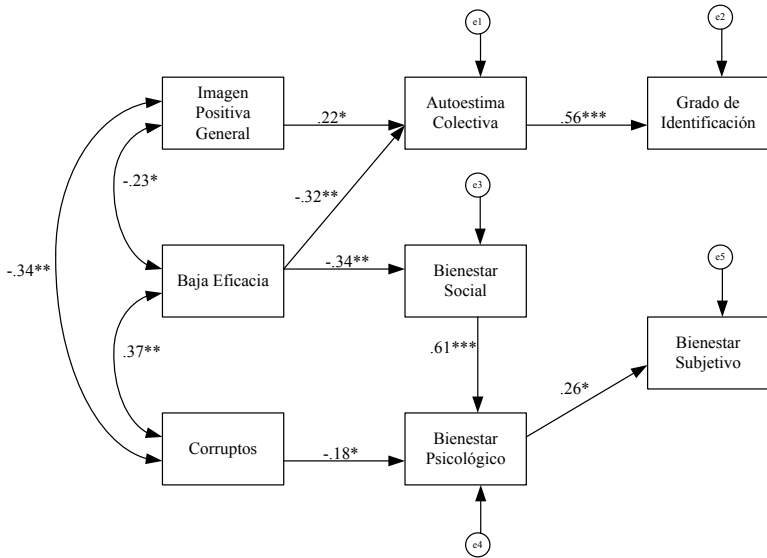 e1
e2
Imagen
Positiva
General
.22*
Autoestima
Colectiva
.56***
Grado de
Identificación
-.23*
-.32**
e3
-.34**
Baja Eficacia
-.34**
Bienestar
Social
e5
.37**
.61***
Bienestar
Subjetivo
.26*
Corruptos
-.18*
Bienestar
Psicológico
e4